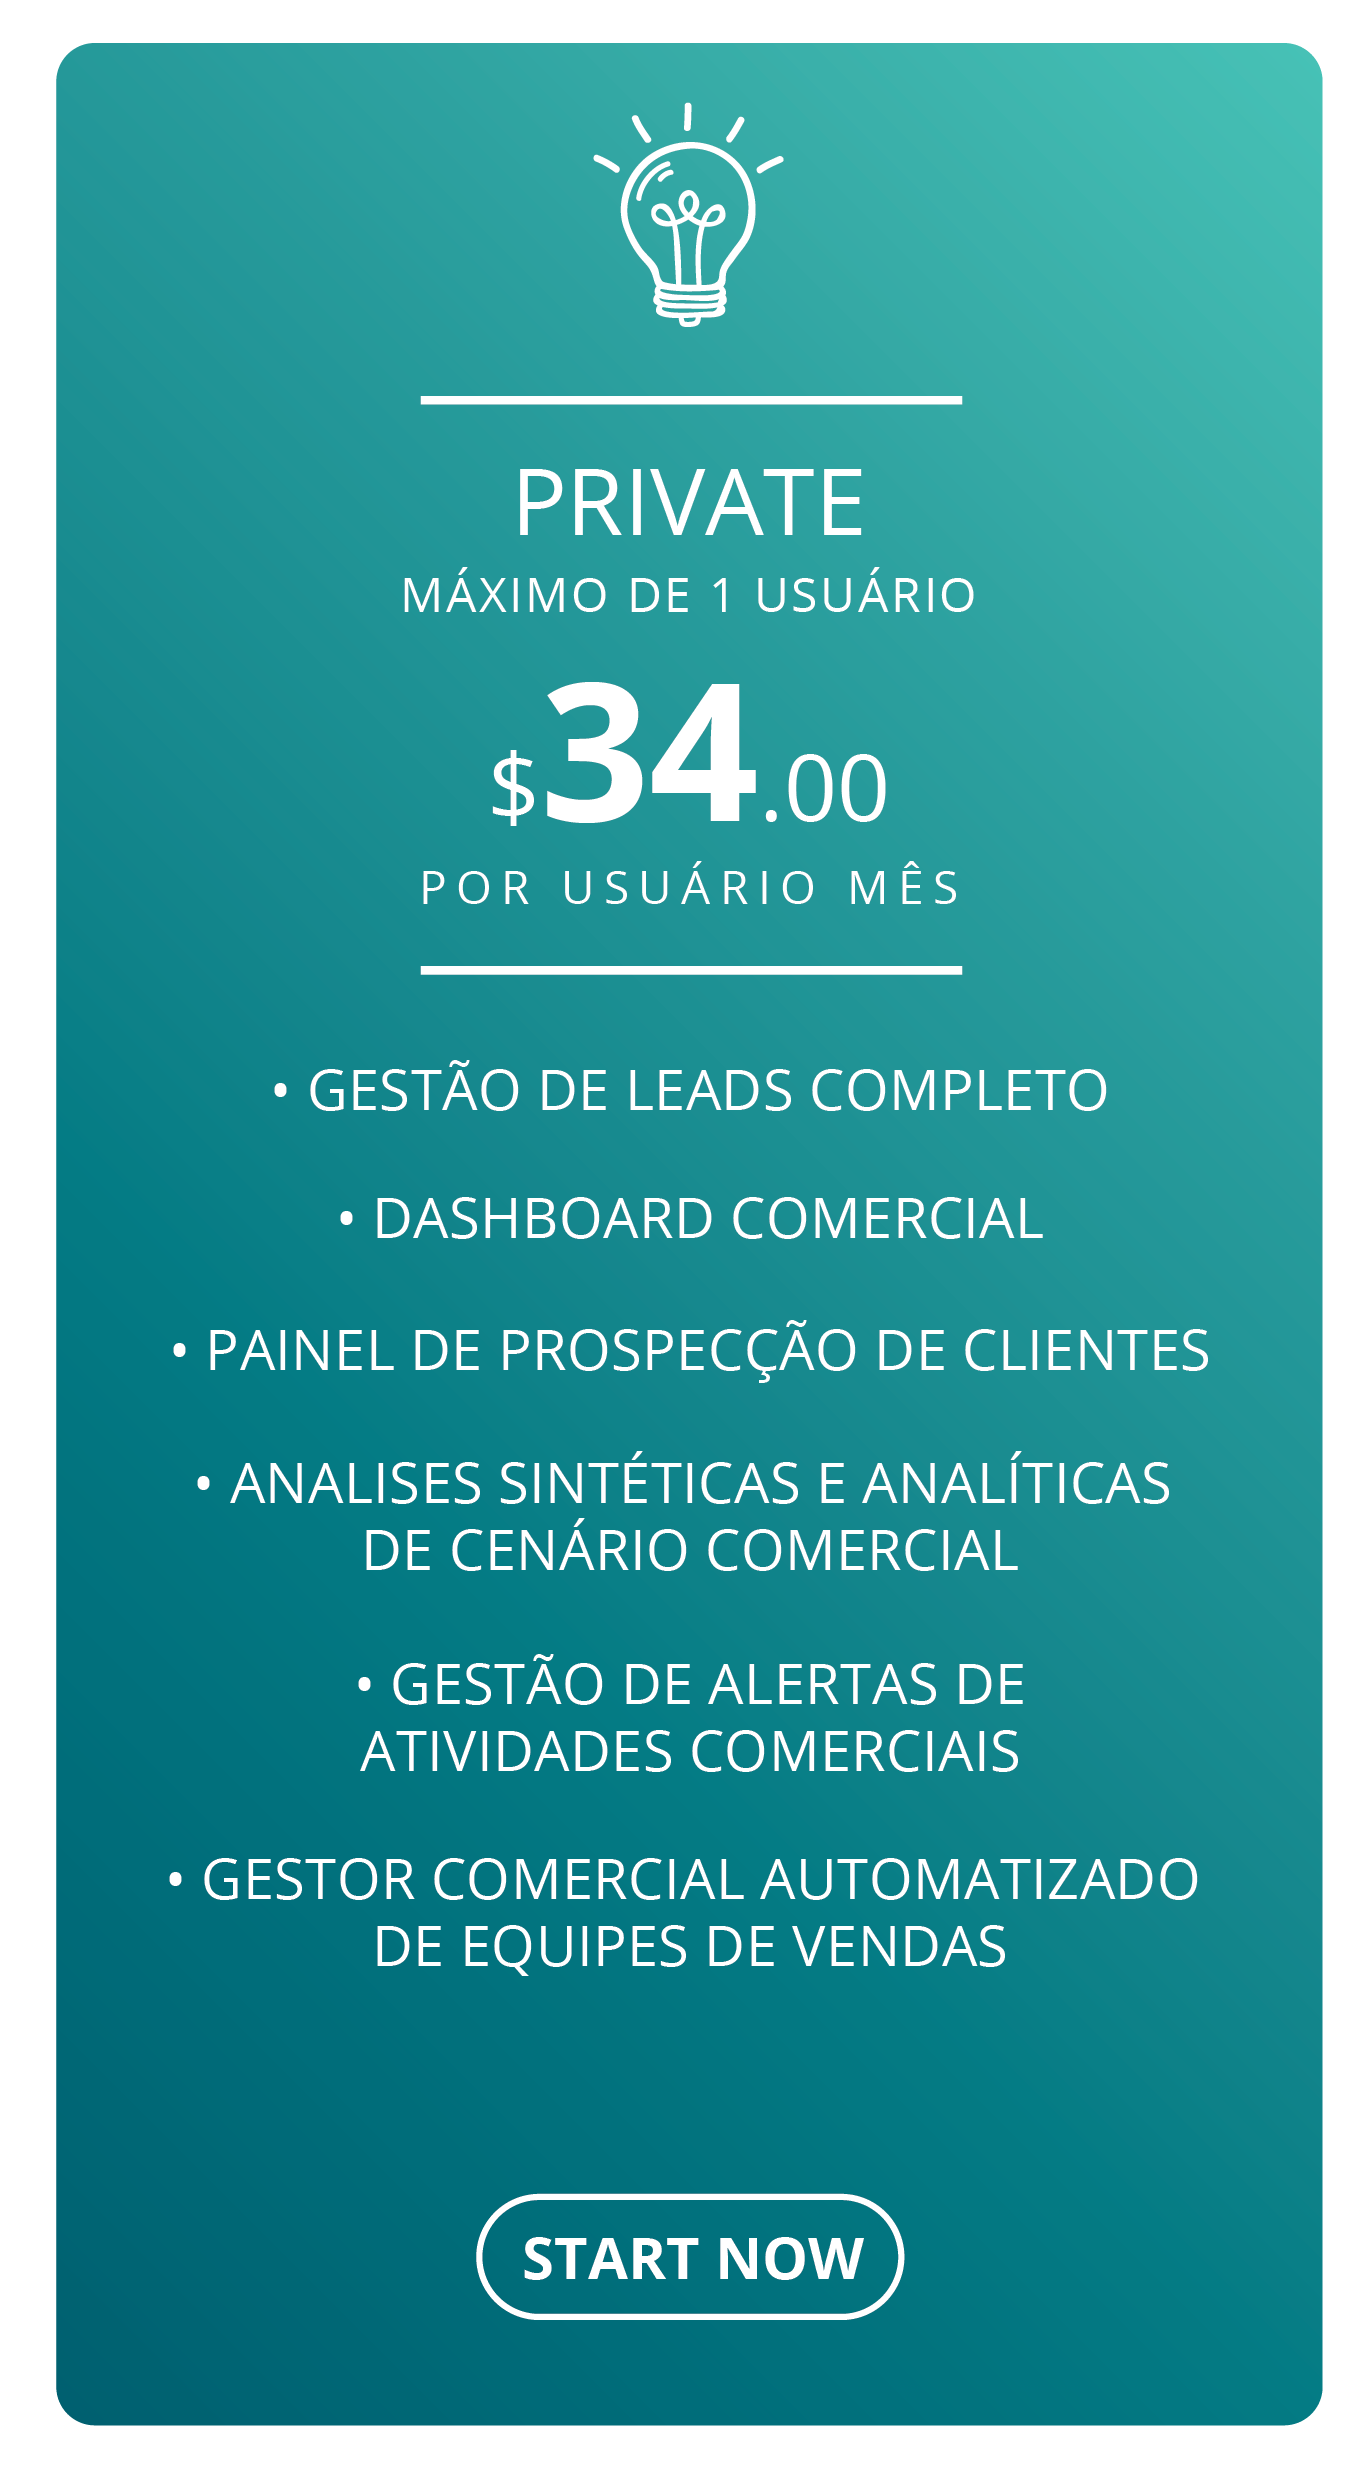 PRIVATE
MÁXIMO DE 1 USUÁRIO
$34.00
POR USUÁRIO MÊS
• GESTÃO DE LEADS COMPLETO
• DASHBOARD COMERCIAL
• PAINEL DE PROSPECÇÃO DE CLIENTES
• ANALISES SINTÉTICAS E ANALÍTICAS
DE CENÁRIO COMERCIAL
• GESTÃO DE ALERTAS DE
ATIVIDADES COMERCIAIS
• GESTOR COMERCIAL AUTOMATIZADO
DE EQUIPES DE VENDAS
START NOW